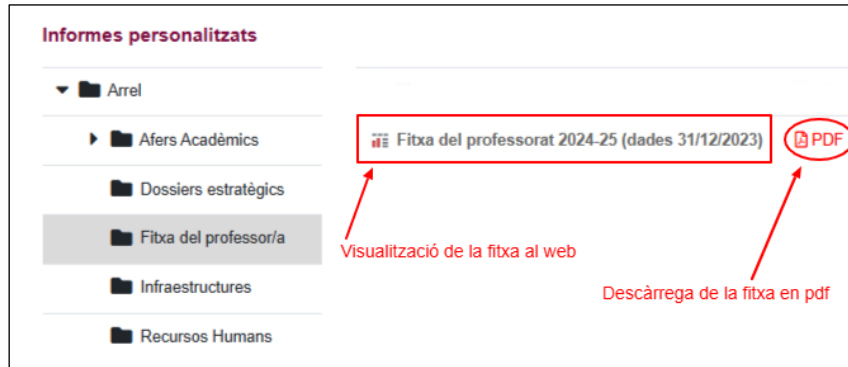 Informes personalitzats
Arrel
Afers Acadèmics
Dossiers estratègics
Fitxa del professor/a
Infraestructures
Recursos Humans
Fitxa del professorat 2024-25 (dades 31/12/2023)
PDF
Visualització de la fitxa al web
Descàrrega de la fitxa en pdf